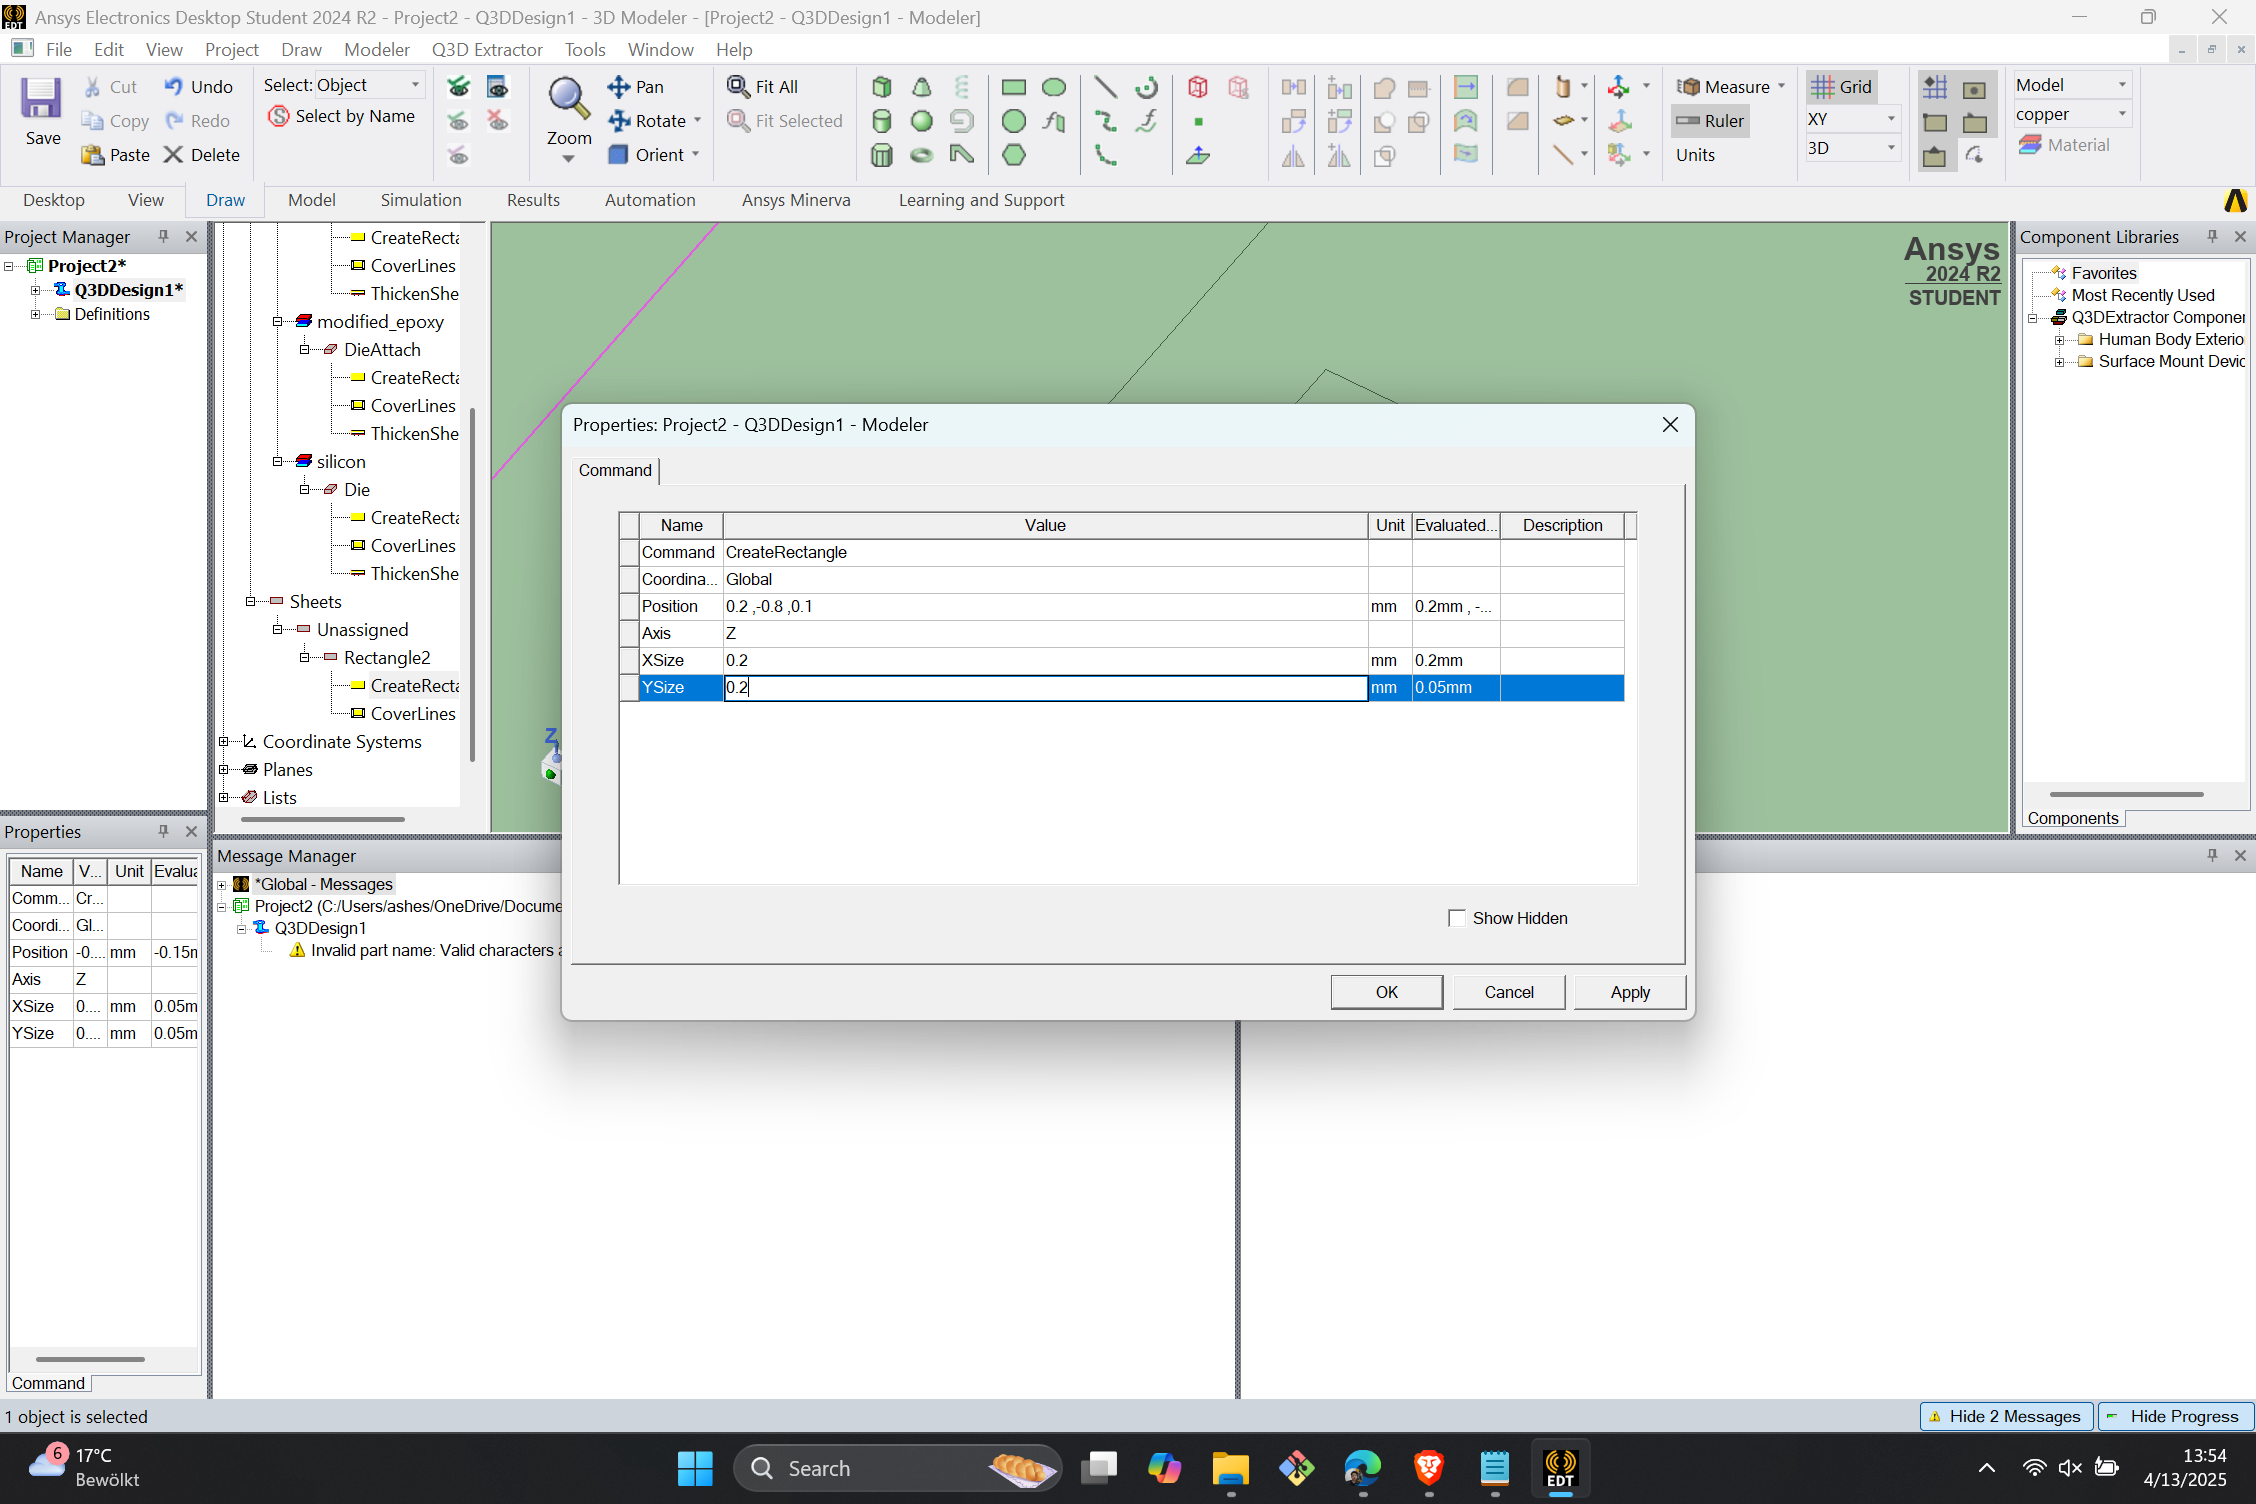 Ansys Electronics Desktop Student 2024 R2 - Project2 - Q3DDesign1 - 3D Modeler - [Project2 - Q3DDesign1 - Modeler]
File Edit View Project Draw Modeler Q3D Extractor Tools Window Help
Save
Cut
Copy
Paste
Undo
Redo
Delete
Select: Object
Select by Name
Zoom
Pan
Rotate
Orient
Fit All
Fit Selected
Measure
Ruler
Units
Grid
XY
3D
Model
copper
Material
Desktop View Draw Model Simulation Results Automation Ansys Minerva Learning and Support
Project Manager
Project2*
Q3DDesign1*
Definitions
CreateRecta
CoverLines
ThickenShe
modified_epoxy
DieAttach
CreateRecta
CoverLines
ThickenShe
silicon
Die
CreateRecta
CoverLines
ThickenShe
Sheets
Unassigned
Rectangle2
CreateRecta
CoverLines
Coordinate Systems
Planes
Lists
Ansys
2024 R2
STUDENT
Z
Component Libraries
Favorites
Most Recently Used
Q3DExtractor Componen
Human Body Exterio
Surface Mount Devic
Components
Properties: Project2 - Q3DDesign1 - Modeler
Command
Name Value Unit Evaluated... Description
Command CreateRectangle
Coordina... Global
Position 0.2 ,-0.8 ,0.1 mm 0.2mm , -...
Axis Z
XSize 0.2 mm 0.2mm
YSize 0.2 mm 0.05mm
Show Hidden
OK Cancel Apply
Properties
Name V... Unit Evalua
Comm... Cr...
Coordi... Gl...
Position -0.... mm -0.15m
Axis Z
XSize 0.... mm 0.05m
YSize 0.... mm 0.05m
Command
Message Manager
*Global - Messages
Project2 (C:/Users/ashes/OneDrive/Docume
Q3DDesign1
Invalid part name: Valid characters a
1 object is selected
Hide 2 Messages
Hide Progress
6
17°C
Bewölkt
Search
EDT
13:54
4/13/2025